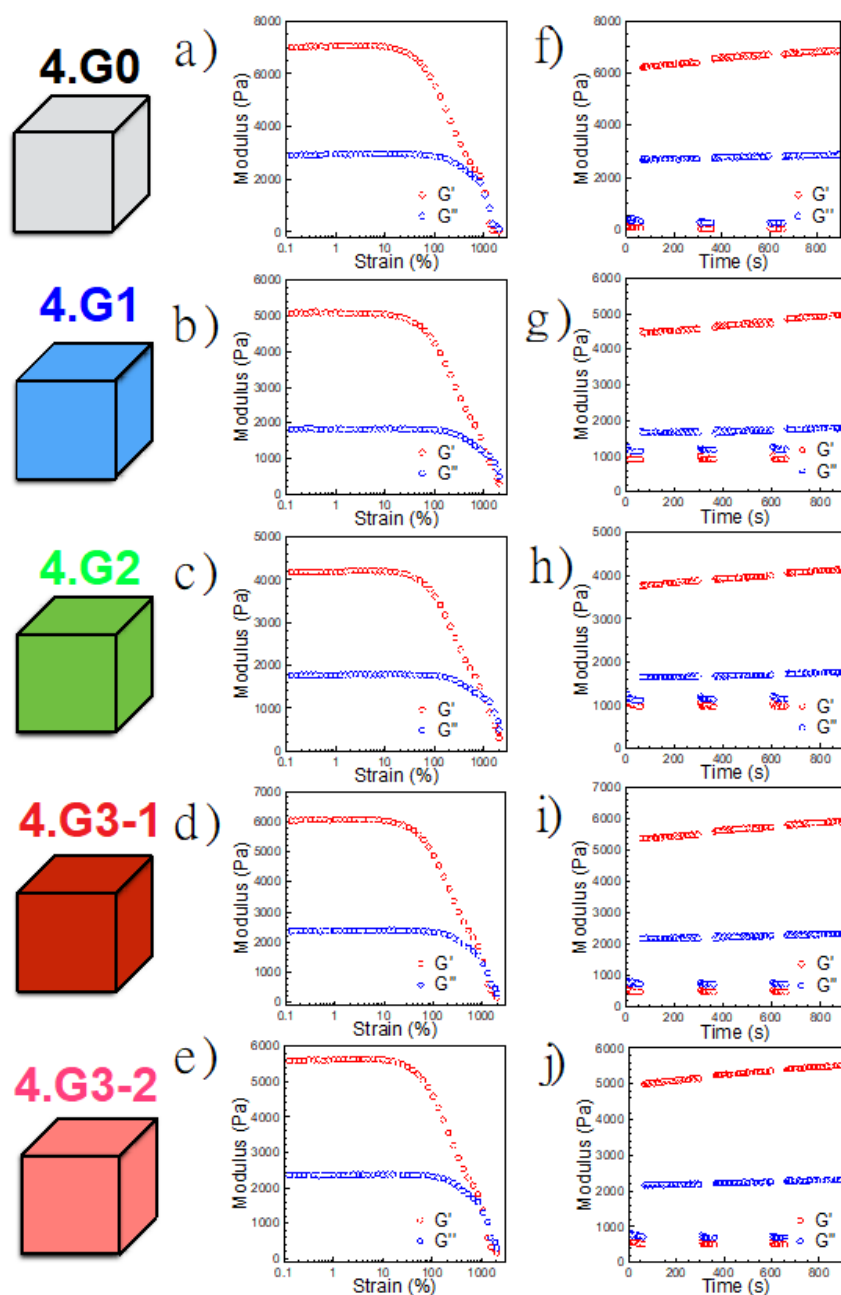 4.G0
a)
Modulus (Pa)
8000
6000
4000
2000
0
G'
G''
0.1 1 10 100 1000
Strain (%)
f)
Modulus (Pa)
8000
6000
4000
2000
0
G'
G''
0 200 400 600 800
Time (s)
4.G1
b)
Modulus (Pa)
6000
5000
4000
3000
2000
1000
0
G'
G''
0.1 1 10 100 1000
Strain (%)
g)
Modulus (Pa)
6000
5000
4000
3000
2000
1000
0
G'
G''
0 200 400 600 800
Time (s)
4.G2
c)
Modulus (Pa)
5000
4000
3000
2000
1000
0
G'
G''
0.1 1 10 100 1000
Strain (%)
h)
Modulus (Pa)
5000
4000
3000
2000
1000
0
G'
G''
0 200 400 600 800
Time (s)
4.G3-1
d)
Modulus (Pa)
7000
6000
5000
4000
3000
2000
1000
0
G'
G''
0.1 1 10 100 1000
Strain (%)
i)
Modulus (Pa)
7000
6000
5000
4000
3000
2000
1000
0
G'
G''
0 200 400 600 800
Time (s)
4.G3-2
e)
Modulus (Pa)
6000
5000
4000
3000
2000
1000
0
G'
G''
0.1 1 10 100 1000
Strain (%)
j)
Modulus (Pa)
6000
5000
4000
3000
2000
1000
0
G'
G''
0 200 400 600 800
Time (s)